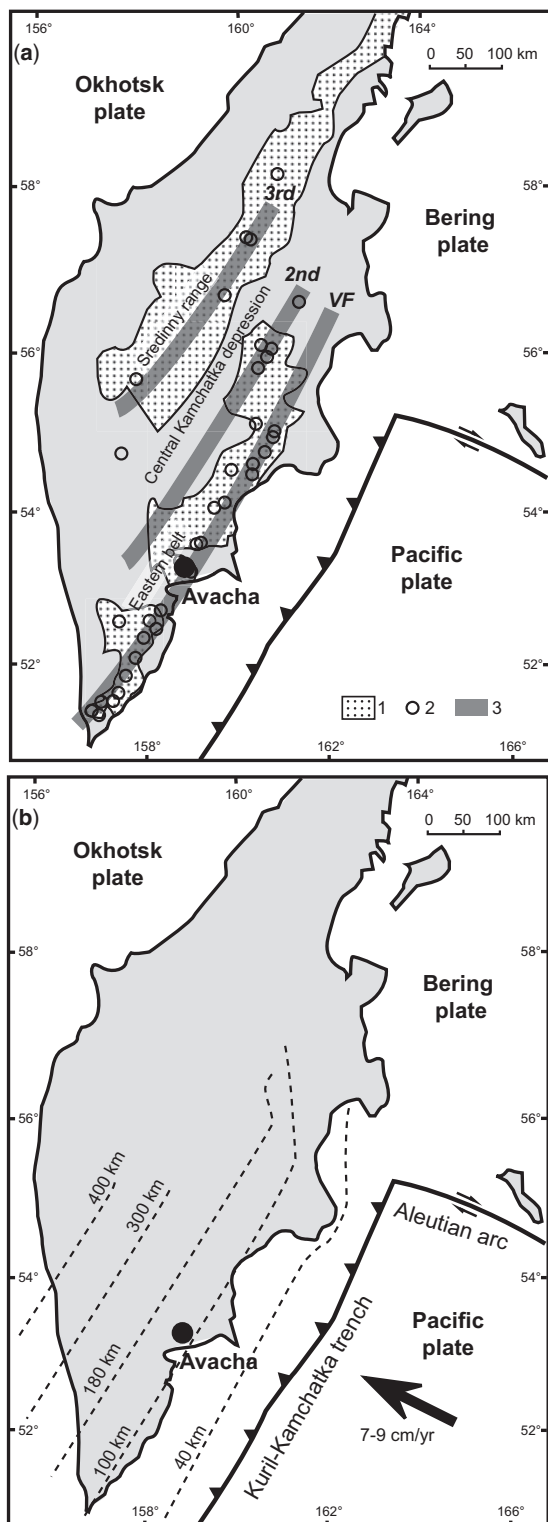 156° 160° 164°
(a)
0 50 100 km
Okhotsk
plate
58° 58°
3rd
Bering
plate
2nd
VF
Sredinny range
Central Kamchatka depression
56° 56°
54° 54°
Pacific
plate
Eastern belt
Avacha
52° 52°
1 2 3
158° 162° 166°
156° 160° 164°
(b)
0 50 100 km
Okhotsk
plate
58° 58°
Bering
plate
56° 56°
400 km
300 km
Aleutian arc
54° 54°
Pacific
plate
180 km
Avacha
Kuril-Kamchatka trench
40 km
100 km
7-9 cm/yr
52° 52°
158° 162° 166°